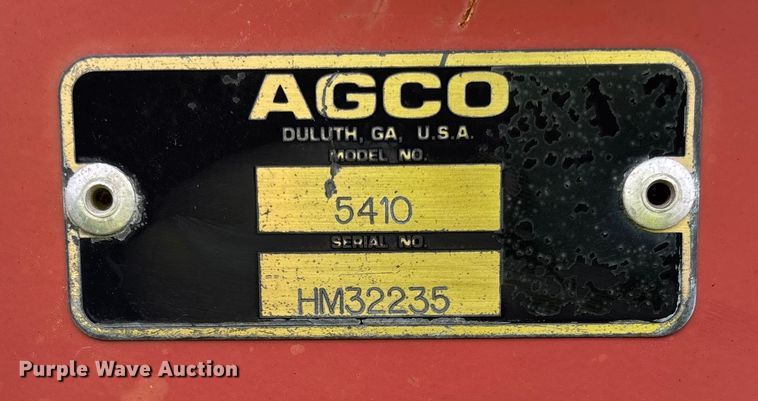 AGCO
DULUTH, GA, U.S.A.
MODEL NO.
5410
SERIAL NO.
HM32235
Purple Wave Auction